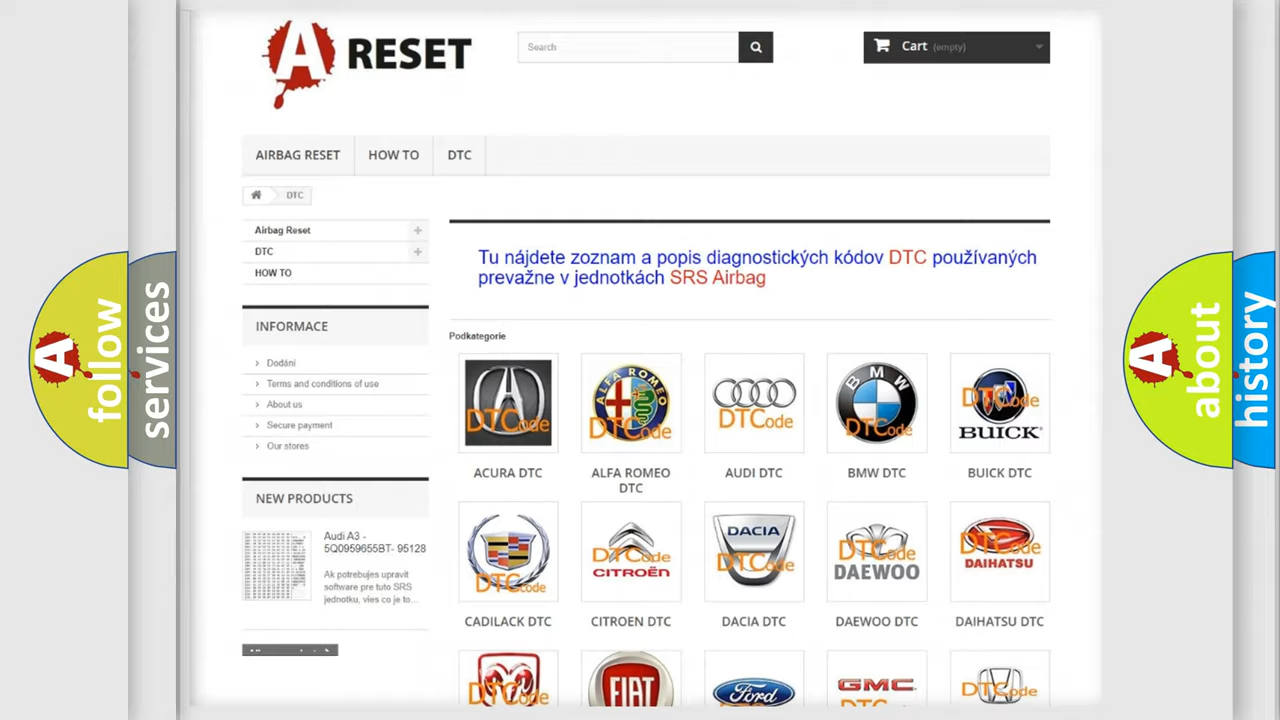 A RESET
Search
Cart (empty)
AIRBAG RESET
HOW TO
DTC
DTC
Airbag Reset
DTC
HOW TO
INFORMACE
Dodání
Terms and conditions of use
About us
Secure payment
Our stores
NEW PRODUCTS
Audi A3 -
5Q0959655BT- 95128
Ak potrebujes upravit
software pre tuto SRS
jednotku, vies co je to...
Tu nájdete zoznam a popis diagnostických kódov DTC používaných
prevažne v jednotkách SRS Airbag
Podkategorie
DTCode
ALFA ROMEO
DTCode
DTCode
BMW
DTCode
DTCode
BUICK
ACURA DTC
ALFA ROMEO
DTC
AUDI DTC
BMW DTC
BUICK DTC
DTCode
DTCode
CITROËN
DACIA
DTCode
DTCode
DAEWOO
DTCode
DAIHATSU
CADILACK DTC
CITROEN DTC
DACIA DTC
DAEWOO DTC
DAIHATSU DTC
DTCode
FIAT
Ford
GMC
DTCode
A follow
services
A about
history